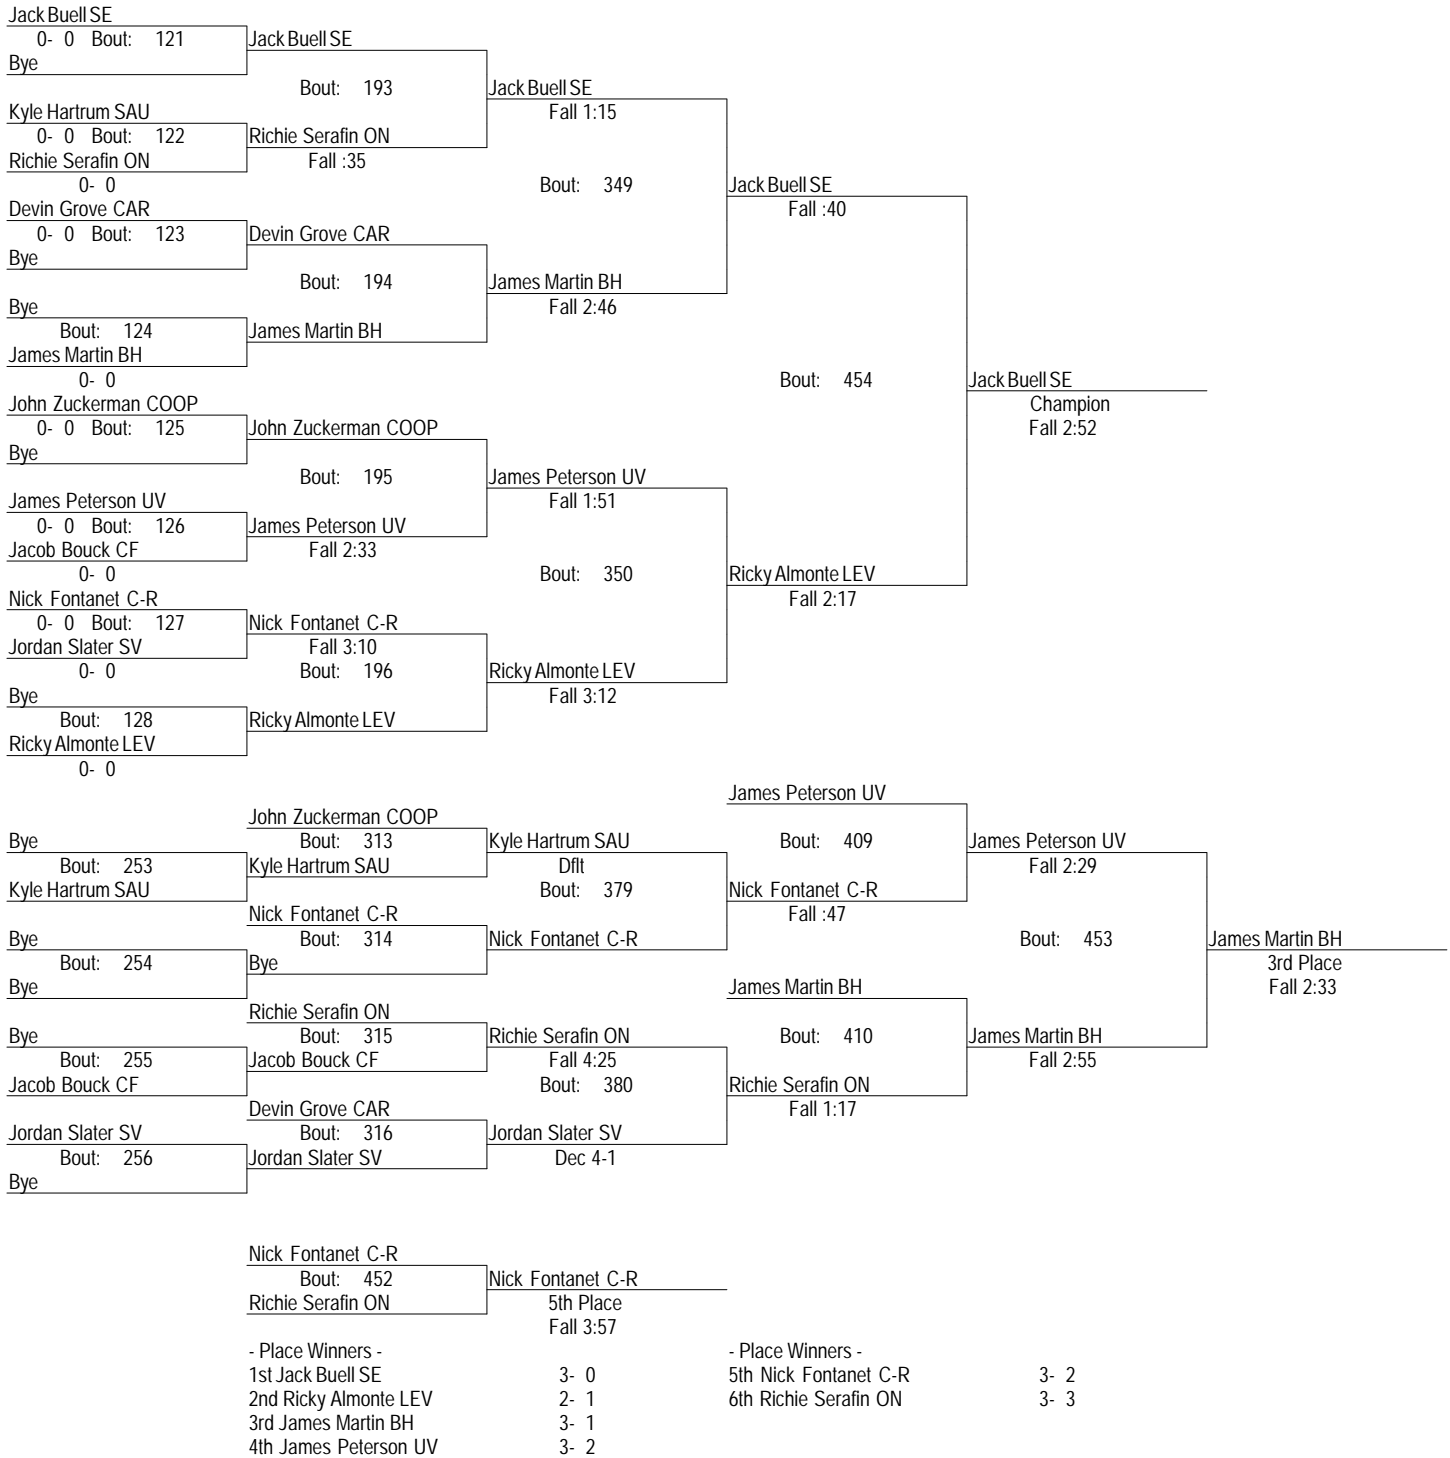 Jack Buell SE
0- 0 Bout: 121
Jack Buell SE
Bye
Bout: 193
Jack Buell SE
Kyle Hartrum SAU
Fall 1:15
0- 0 Bout: 122
Richie Serafin ON
Richie Serafin ON
Fall :35
0- 0
Bout: 349
Jack Buell SE
Devin Grove CAR
Fall :40
0- 0 Bout: 123
Devin Grove CAR
Bye
Bout: 194
James Martin BH
Bye
Fall 2:46
Bout: 124
James Martin BH
James Martin BH
0- 0
Bout: 454
Jack Buell SE
John Zuckerman COOP
Champion
0- 0 Bout: 125
John Zuckerman COOP
Fall 2:52
Bye
Bout: 195
James Peterson UV
James Peterson UV
Fall 1:51
0- 0 Bout: 126
James Peterson UV
Jacob Bouck CF
Fall 2:33
0- 0
Bout: 350
Ricky Almonte LEV
Nick Fontanet C-R
Fall 2:17
0- 0 Bout: 127
Nick Fontanet C-R
Jordan Slater SV
Fall 3:10
0- 0
Bout: 196
Ricky Almonte LEV
Bye
Fall 3:12
Bout: 128
Ricky Almonte LEV
Ricky Almonte LEV
0- 0
James Peterson UV
John Zuckerman COOP
Bye
Bout: 313
Kyle Hartrum SAU
Bout: 409
James Peterson UV
Bout: 253
Kyle Hartrum SAU
Dflt
Fall 2:29
Kyle Hartrum SAU
Bout: 379
Nick Fontanet C-R
Nick Fontanet C-R
Fall :47
Bye
Bout: 314
Nick Fontanet C-R
Bout: 453
James Martin BH
Bout: 254
Bye
3rd Place
Bye
James Martin BH
Fall 2:33
Richie Serafin ON
Bye
Bout: 315
Richie Serafin ON
Bout: 410
James Martin BH
Bout: 255
Jacob Bouck CF
Fall 4:25
Fall 2:55
Jacob Bouck CF
Bout: 380
Richie Serafin ON
Devin Grove CAR
Fall 1:17
Jordan Slater SV
Bout: 316
Jordan Slater SV
Bout: 256
Jordan Slater SV
Dec 4-1
Bye
Nick Fontanet C-R
Bout: 452
Nick Fontanet C-R
Richie Serafin ON
5th Place
Fall 3:57
- Place Winners -
1st Jack Buell SE 3- 0
2nd Ricky Almonte LEV 2- 1
3rd James Martin BH 3- 1
4th James Peterson UV 3- 2
- Place Winners -
5th Nick Fontanet C-R 3- 2
6th Richie Serafin ON 3- 3